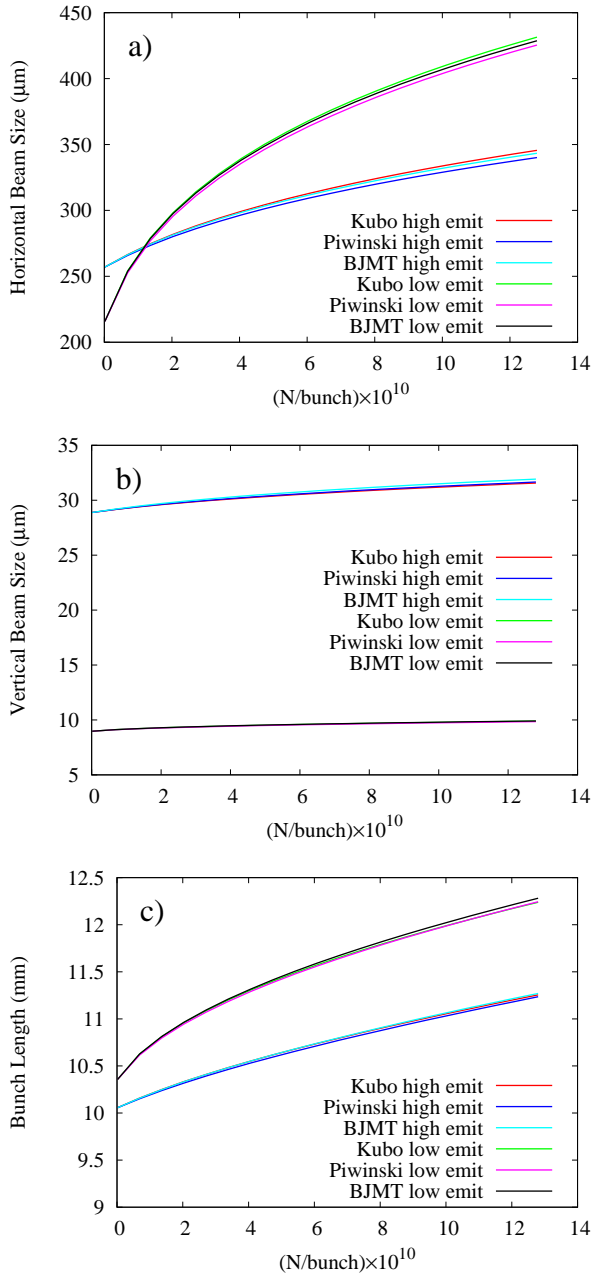 a)
Horizontal Beam Size (μm)
450
400
350
300
250
200
Kubo high emit
Piwinski high emit
BJMT high emit
Kubo low emit
Piwinski low emit
BJMT low emit
0 2 4 6 8 10 12 14
(N/bunch)×10¹⁰
b)
Vertical Beam Size (μm)
35
30
25
20
15
10
5
Kubo high emit
Piwinski high emit
BJMT high emit
Kubo low emit
Piwinski low emit
BJMT low emit
0 2 4 6 8 10 12 14
(N/bunch)×10¹⁰
c)
Bunch Length (mm)
12.5
12
11.5
11
10.5
10
9.5
9
Kubo high emit
Piwinski high emit
BJMT high emit
Kubo low emit
Piwinski low emit
BJMT low emit
0 2 4 6 8 10 12 14
(N/bunch)×10¹⁰